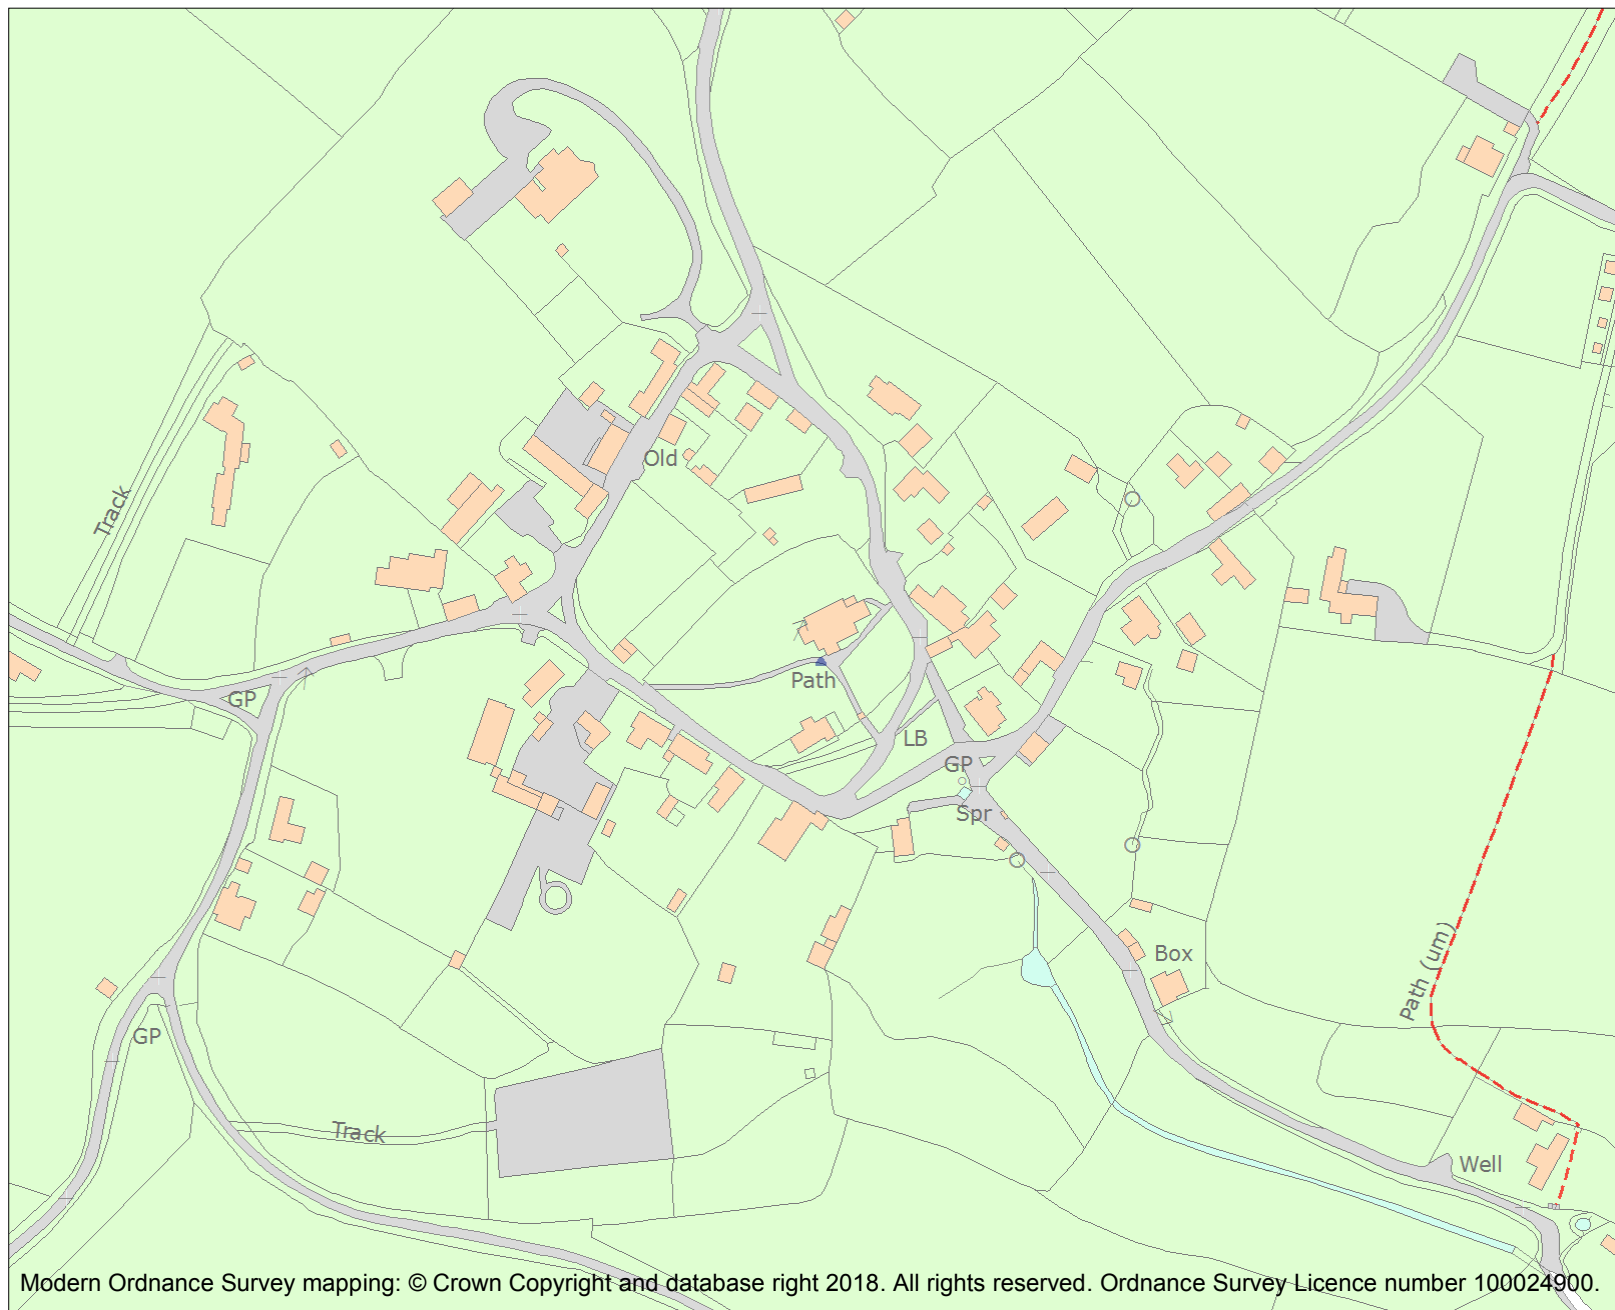 Old
Track
Path
GP
LB
GP
Spr
Path (um)
Box
GP
Track
Well
Modern Ordnance Survey mapping: © Crown Copyright and database right 2018. All rights reserved. Ordnance Survey Licence number 100024900.